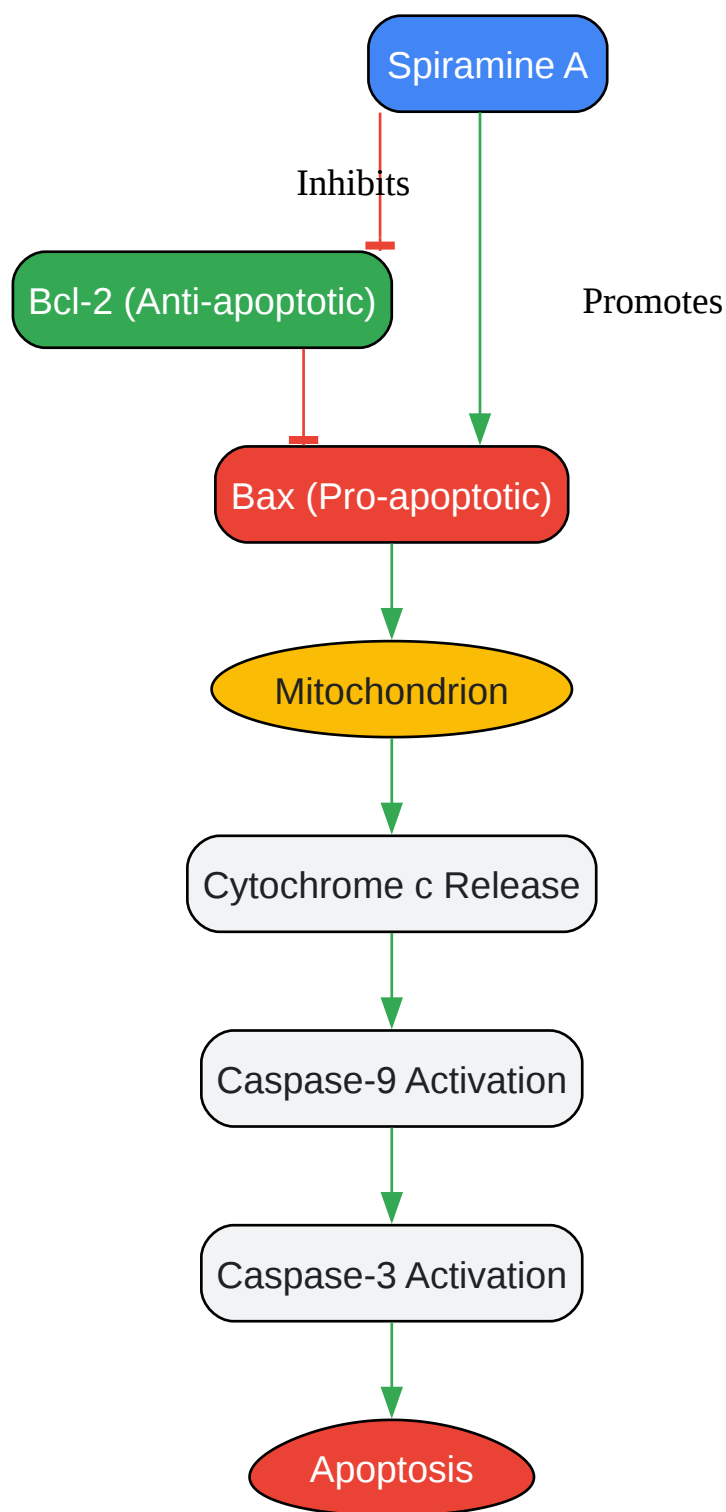 Spiramine A
Inhibits
Bcl-2 (Anti-apoptotic)
Promotes
Bax (Pro-apoptotic)
Mitochondrion
Cytochrome c Release
Caspase-9 Activation
Caspase-3 Activation
Apoptosis